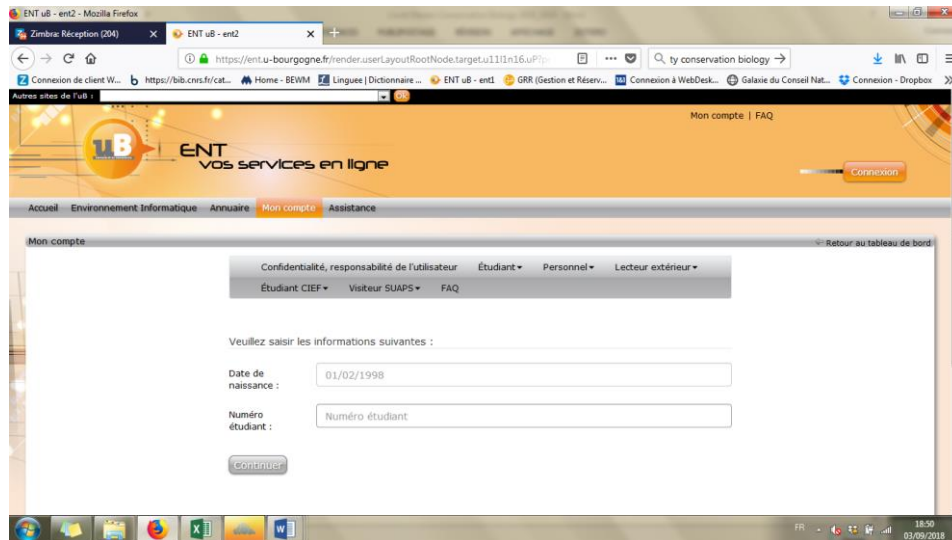 ENT uB - ent2 - Mozilla Firefox
Zimbra: Réception (204) ENT uB - ent2
https://ent.u-bourgogne.fr/render.userLayoutRootNode.target.u11l1n16.uP?p ty conservation biology
Connexion de client W... https://bib.cnrs.fr/cat... Home - BEWM Linguee | Dictionnaire ... ENT uB - ent1 GRR (Gestion et Réserv... Connexion à WebDesk... Galaxie du Conseil Nat... Connexion - Dropbox
Autres sites de l'uB : OK
Mon compte | FAQ
uB
ENT
vos services en ligne
Connexion
Accueil Environnement Informatique Annuaire Mon compte Assistance
Mon compte Retour au tableau de bord
Confidentialité, responsabilité de l'utilisateur Étudiant Personnel Lecteur extérieur
Étudiant CIEF Visiteur SUAPS FAQ
Veuillez saisir les informations suivantes :
Date de
naissance :
01/02/1998
Numéro
étudiant :
Numéro étudiant
Continuer
FR 18:50
03/09/2018